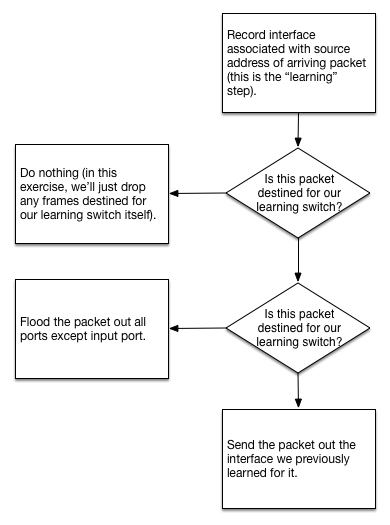 Record interface
associated with source
address of arriving packet
(this is the “learning”
step).
Is this packet
destined for our
learning switch?
Do nothing (in this
exercise, we’ll just drop
any frames destined for
our learning switch itself).
Is this packet
destined for our
learning switch?
Flood the packet out all
ports except input port.
Send the packet out the
interface we previously
learned for it.